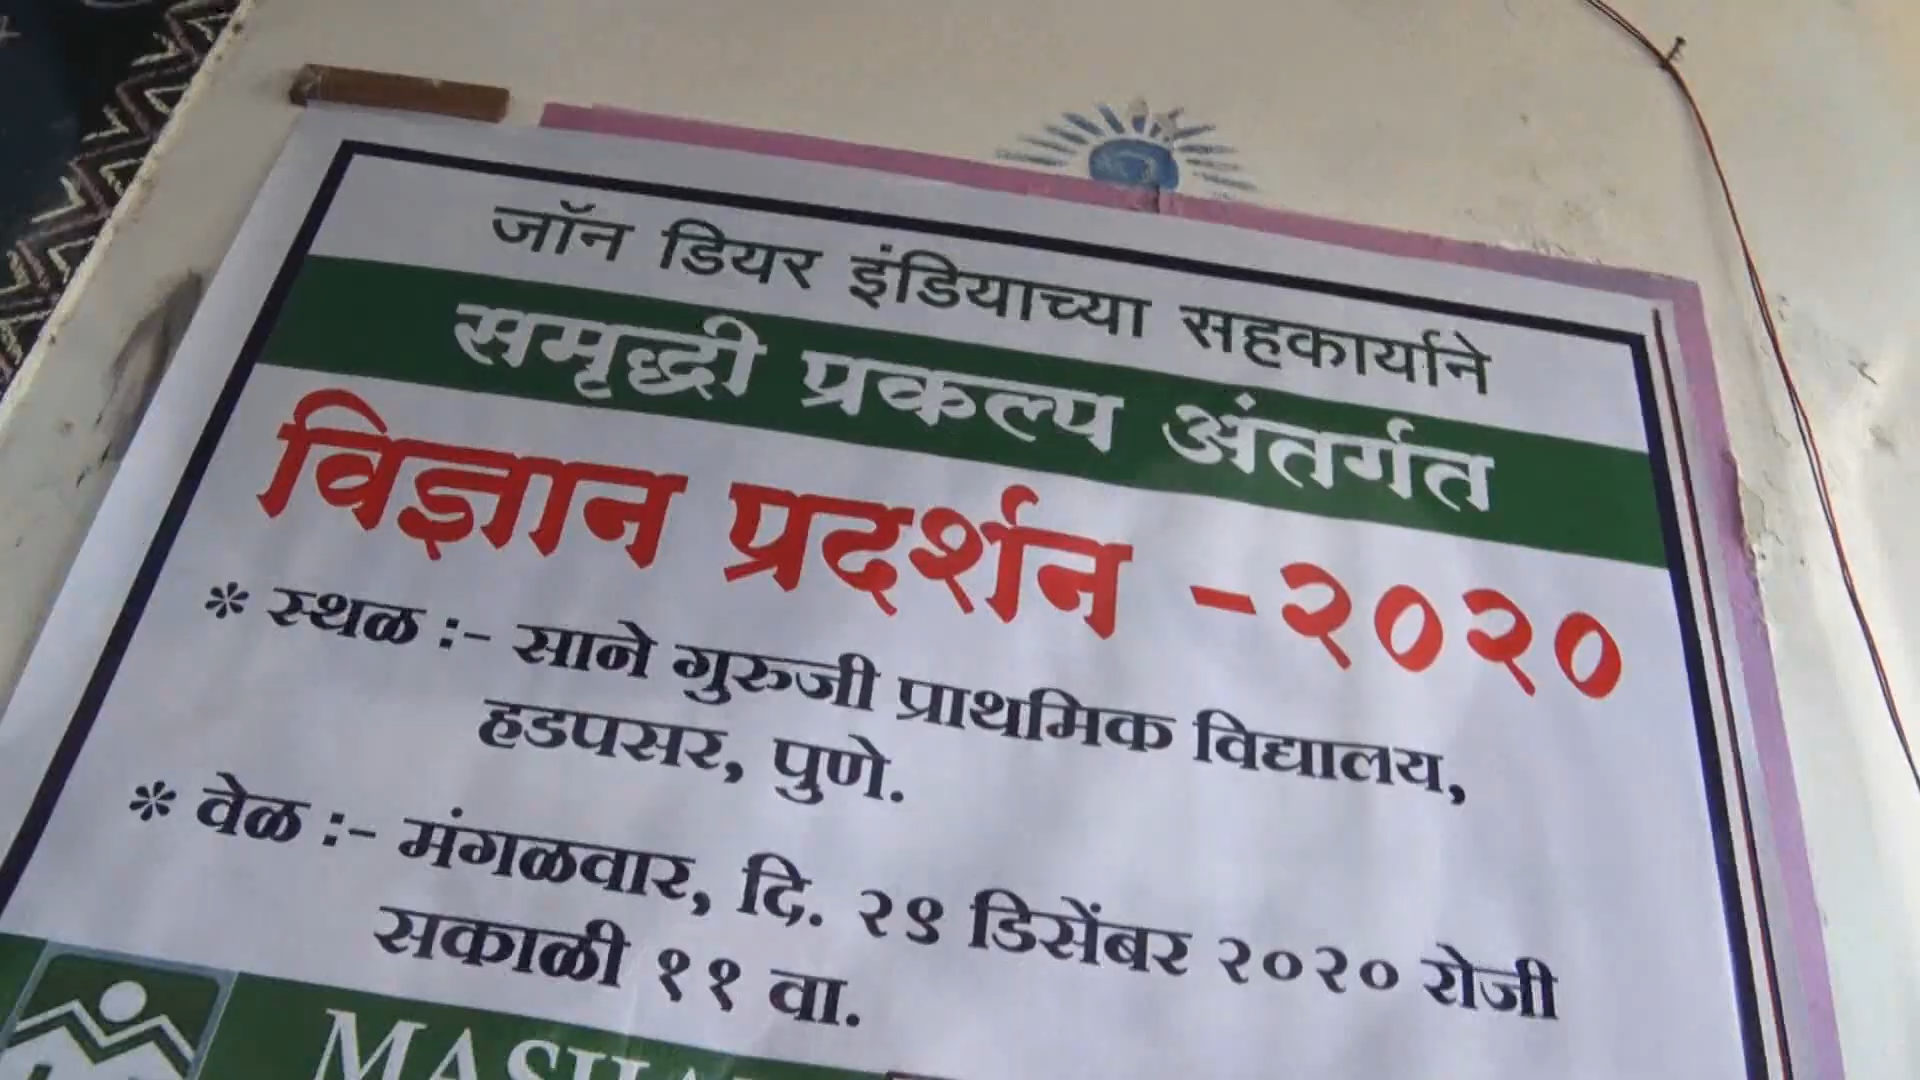 जॉन डियर इंडियाच्या सहकार्याने
समृद्धी प्रकल्प अंतर्गत
विज्ञान प्रदर्शन -२०२०
* स्थळ :- साने गुरुजी प्राथमिक विद्यालय,
हडपसर, पुणे.
* वेळ :- मंगळवार, दि. २९ डिसेंबर २०२० रोजी
सकाळी ११ वा.